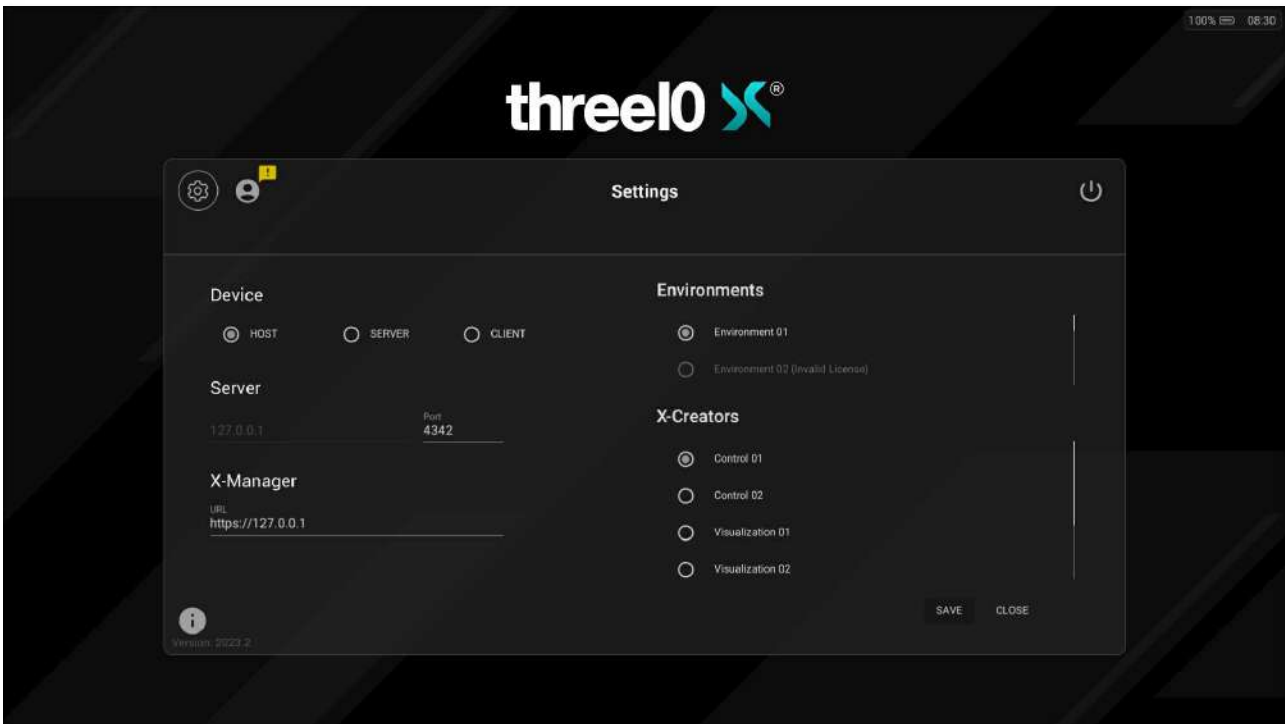 100% 08:30
three10 X®
Settings
Device
HOST SERVER CLIENT
Server
127.0.0.1
Port
4342
X-Manager
URL
https://127.0.0.1
Environments
Environment 01
Environment 02 (Invalid License)
X-Creators
Control 01
Control 02
Visualization 01
Visualization 02
SAVE CLOSE
Version: 2023.2